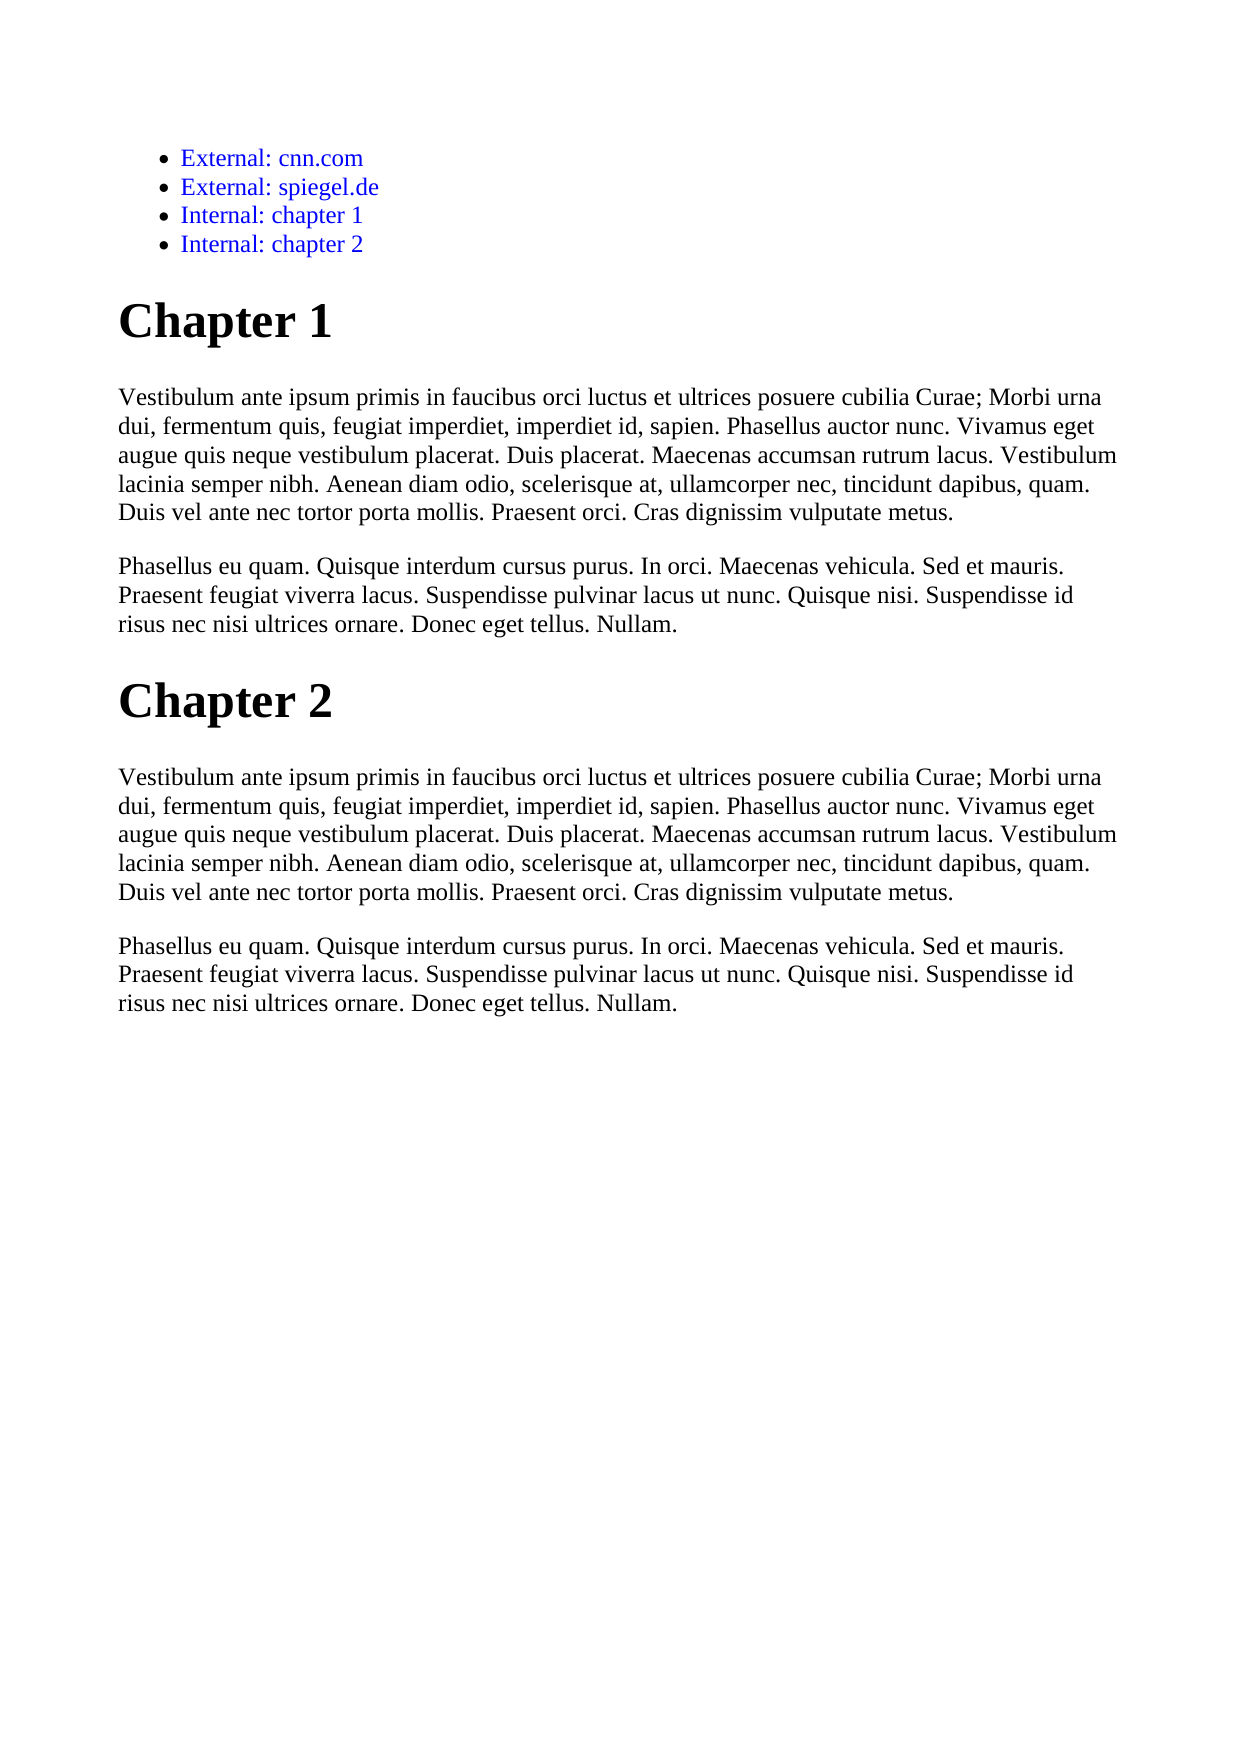 External: cnn.com
External: spiegel.de
Internal: chapter 1
Internal: chapter 2
Chapter 1
Vestibulum ante ipsum primis in faucibus orci luctus et ultrices posuere cubilia Curae; Morbi urna
dui, fermentum quis, feugiat imperdiet, imperdiet id, sapien. Phasellus auctor nunc. Vivamus eget
augue quis neque vestibulum placerat. Duis placerat. Maecenas accumsan rutrum lacus. Vestibulum
lacinia semper nibh. Aenean diam odio, scelerisque at, ullamcorper nec, tincidunt dapibus, quam.
Duis vel ante nec tortor porta mollis. Praesent orci. Cras dignissim vulputate metus.
Phasellus eu quam. Quisque interdum cursus purus. In orci. Maecenas vehicula. Sed et mauris.
Praesent feugiat viverra lacus. Suspendisse pulvinar lacus ut nunc. Quisque nisi. Suspendisse id
risus nec nisi ultrices ornare. Donec eget tellus. Nullam.
Chapter 2
Vestibulum ante ipsum primis in faucibus orci luctus et ultrices posuere cubilia Curae; Morbi urna
dui, fermentum quis, feugiat imperdiet, imperdiet id, sapien. Phasellus auctor nunc. Vivamus eget
augue quis neque vestibulum placerat. Duis placerat. Maecenas accumsan rutrum lacus. Vestibulum
lacinia semper nibh. Aenean diam odio, scelerisque at, ullamcorper nec, tincidunt dapibus, quam.
Duis vel ante nec tortor porta mollis. Praesent orci. Cras dignissim vulputate metus.
Phasellus eu quam. Quisque interdum cursus purus. In orci. Maecenas vehicula. Sed et mauris.
Praesent feugiat viverra lacus. Suspendisse pulvinar lacus ut nunc. Quisque nisi. Suspendisse id
risus nec nisi ultrices ornare. Donec eget tellus. Nullam.